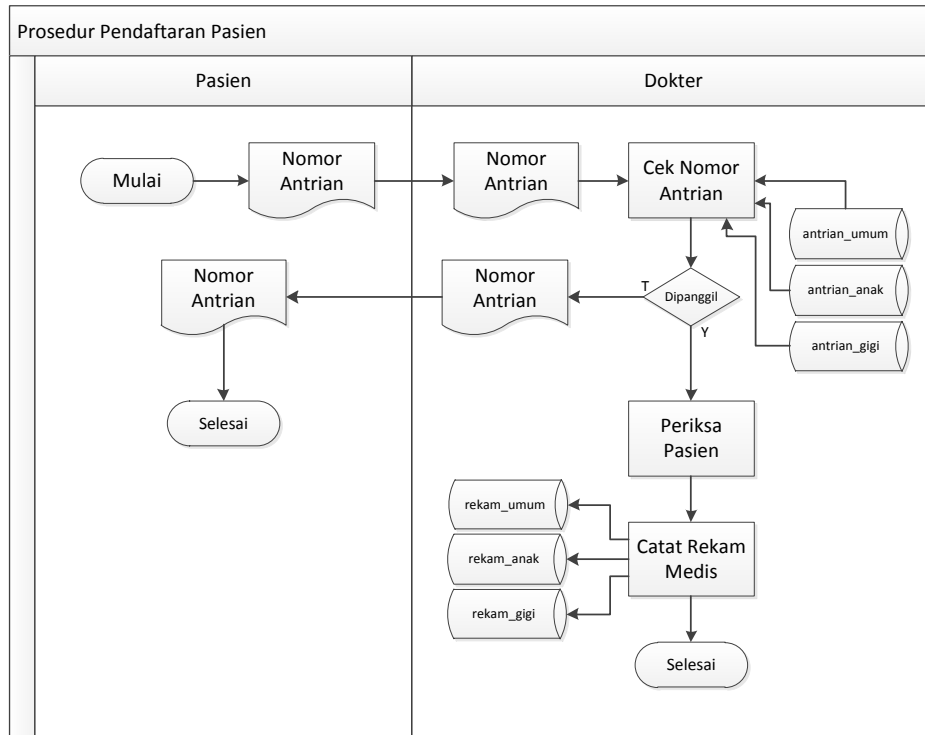 Prosedur Pendaftaran Pasien
Pasien
Dokter
Mulai
Nomor
Antrian
Nomor
Antrian
Cek Nomor
Antrian
antrian_umum
antrian_anak
antrian_gigi
Nomor
Antrian
Nomor
Antrian
T
Dipanggil
Y
Selesai
Periksa
Pasien
rekam_umum
rekam_anak
rekam_gigi
Catat Rekam
Medis
Selesai